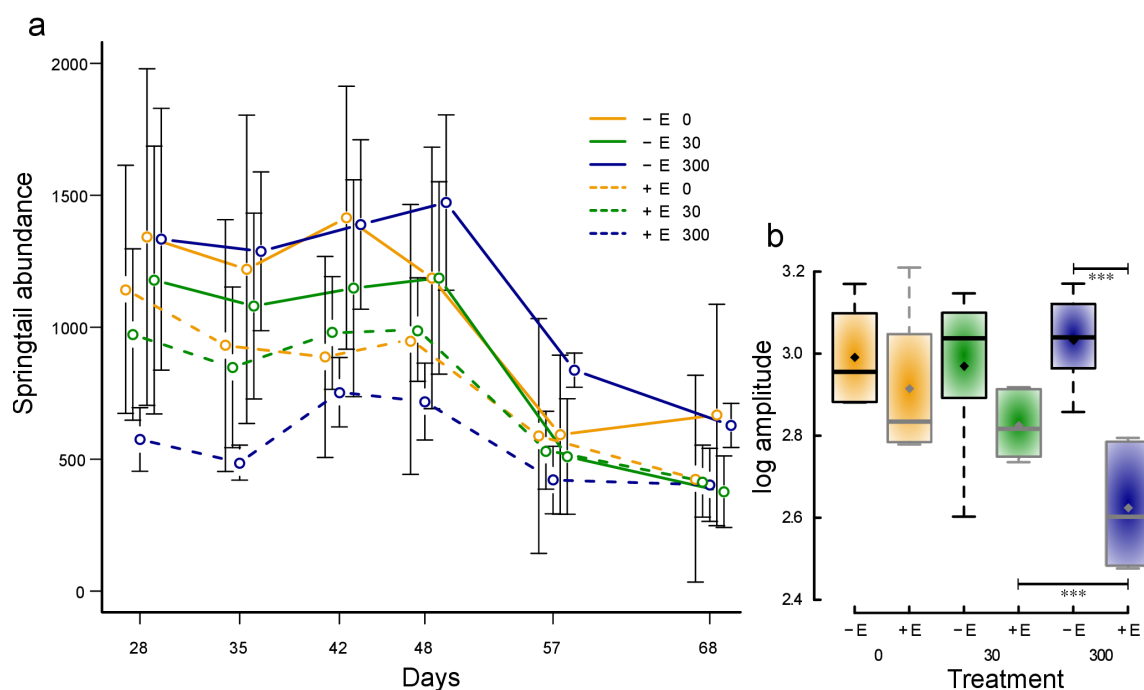 a
Springtail abundance
2000
1500
1000
500
0
28 35 42 48 57 68
Days
− E 0
− E 30
− E 300
+ E 0
+ E 30
+ E 300
b
log amplitude
3.2
3.0
2.8
2.6
2.4
***
***
− E + E − E + E − E + E
0 30 300
Treatment